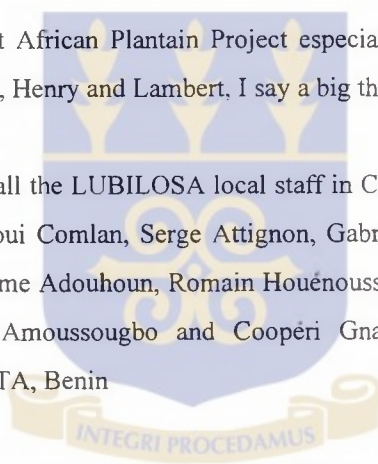 t African Plantain Project especia
, Henry and Lambert, I say a big th
all the LUBILOSA local staff in C
oui Comlan, Serge Attignon, Gabr
me Adouhoun, Romain Houénouss
Amoussougbo and Coopéri Gna
TA, Benin
INTEGRI PROCEDAMUS